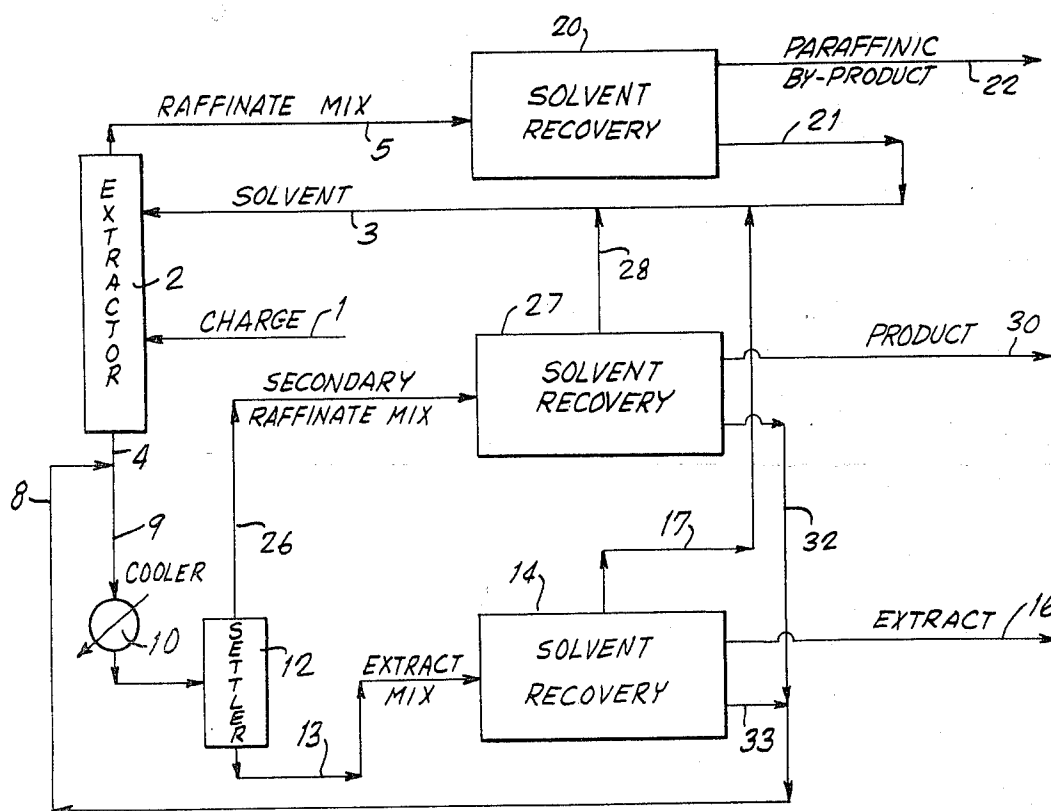 20
PARAFFINIC
BY-PRODUCT
22
SOLVENT
RECOVERY
RAFFINATE MIX
5
21
EXTRACTOR
2
SOLVENT
3
28
CHARGE
1
27
PRODUCT
30
SOLVENT
RECOVERY
SECONDARY
RAFFINATE MIX
4
8
9
26
17
32
COOLER
10
14
EXTRACT
16
SETTLER
12
EXTRACT
MIX
SOLVENT
RECOVERY
13
33